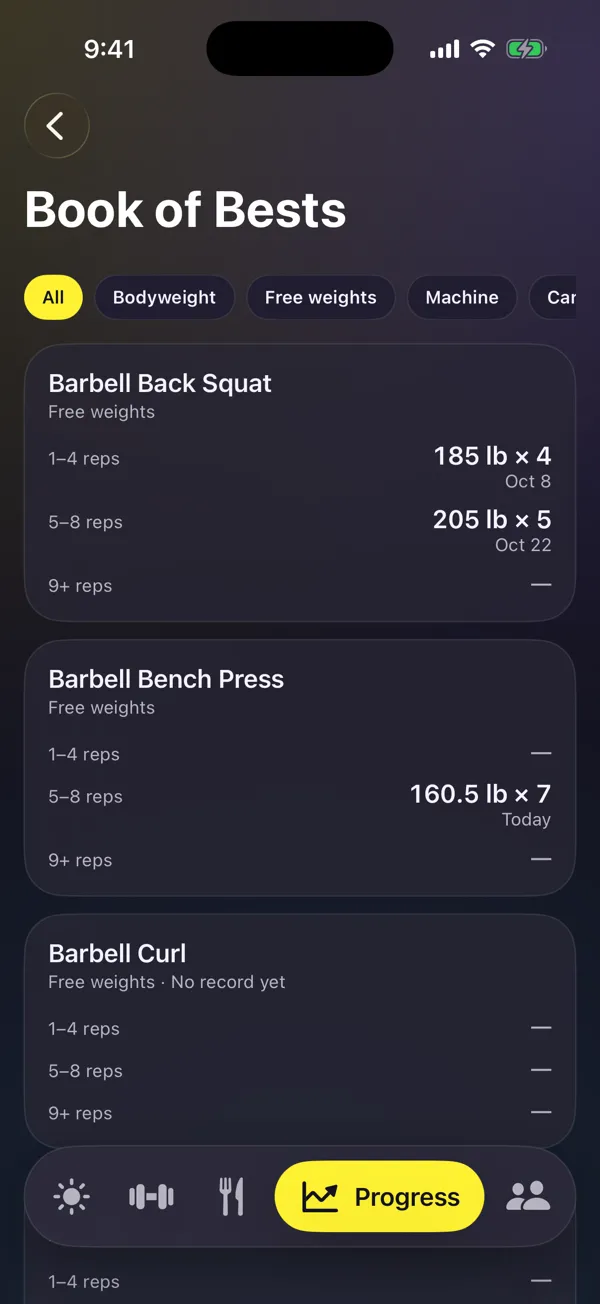 9:41
Book of Bests
All Bodyweight Free weights Machine Car
Barbell Back Squat
Free weights
1–4 reps 185 lb × 4
Oct 8
5–8 reps 205 lb × 5
Oct 22
9+ reps —
Barbell Bench Press
Free weights
1–4 reps —
5–8 reps 160.5 lb × 7
Today
9+ reps —
Barbell Curl
Free weights · No record yet
1–4 reps —
5–8 reps —
9+ reps —
Progress
1–4 reps —